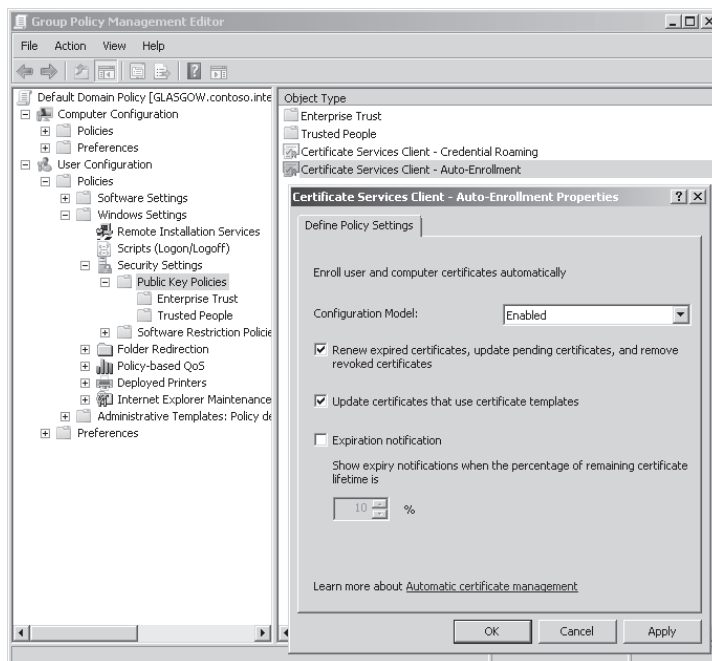 Group Policy Management Editor
File Action View Help
Default Domain Policy [GLASGOW.contoso.inte
Computer Configuration
Policies
Preferences
User Configuration
Policies
Software Settings
Windows Settings
Remote Installation Services
Scripts (Logon/Logoff)
Security Settings
Public Key Policies
Enterprise Trust
Trusted People
Software Restriction Policie
Folder Redirection
Policy-based QoS
Deployed Printers
Internet Explorer Maintenance
Administrative Templates: Policy de
Preferences
Object Type
Enterprise Trust
Trusted People
Certificate Services Client - Credential Roaming
Certificate Services Client - Auto-Enrollment
Certificate Services Client - Auto-Enrollment Properties
Define Policy Settings
Enroll user and computer certificates automatically
Configuration Model: Enabled
Renew expired certificates, update pending certificates, and remove
revoked certificates
Update certificates that use certificate templates
Expiration notification
Show expiry notifications when the percentage of remaining certificate
lifetime is
10 %
Learn more about Automatic certificate management
OK Cancel Apply